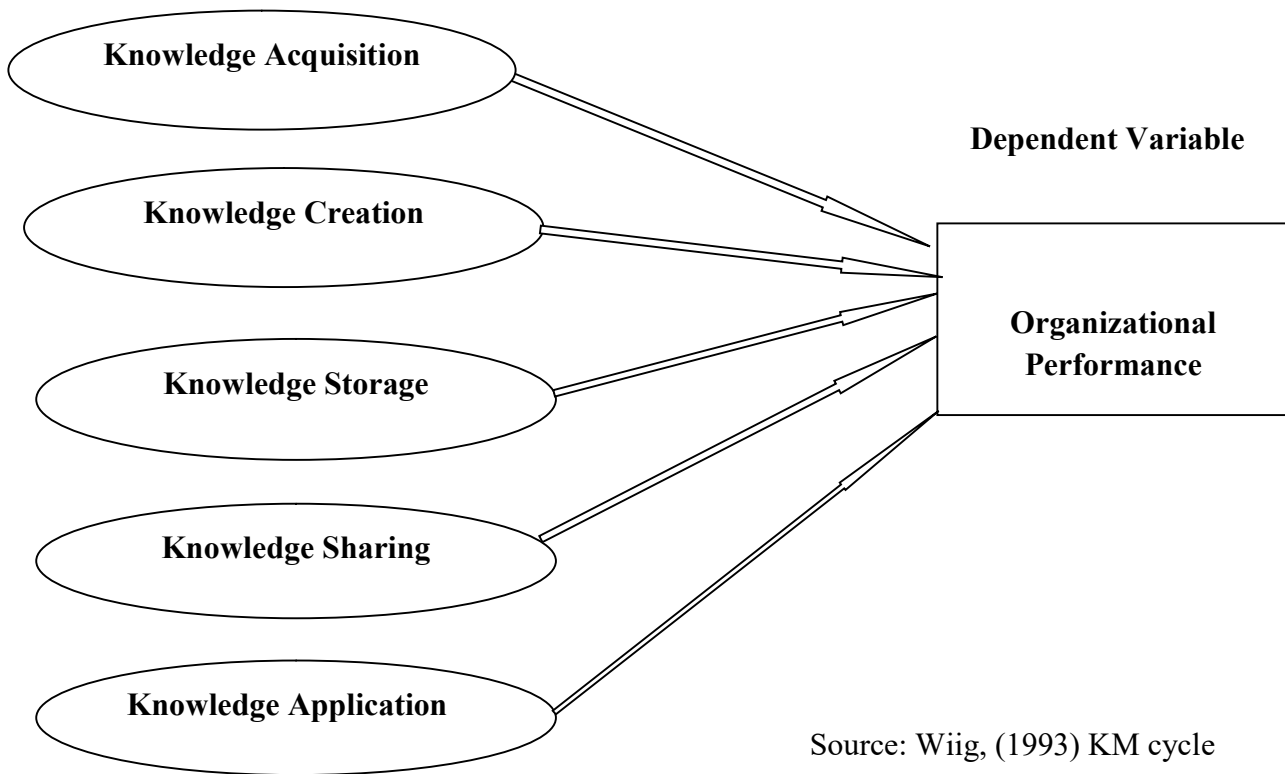 Knowledge Acquisition
Dependent Variable
Knowledge Creation
Organizational
Performance
Knowledge Storage
Knowledge Sharing
Knowledge Application
Source: Wiig, (1993) KM cycle